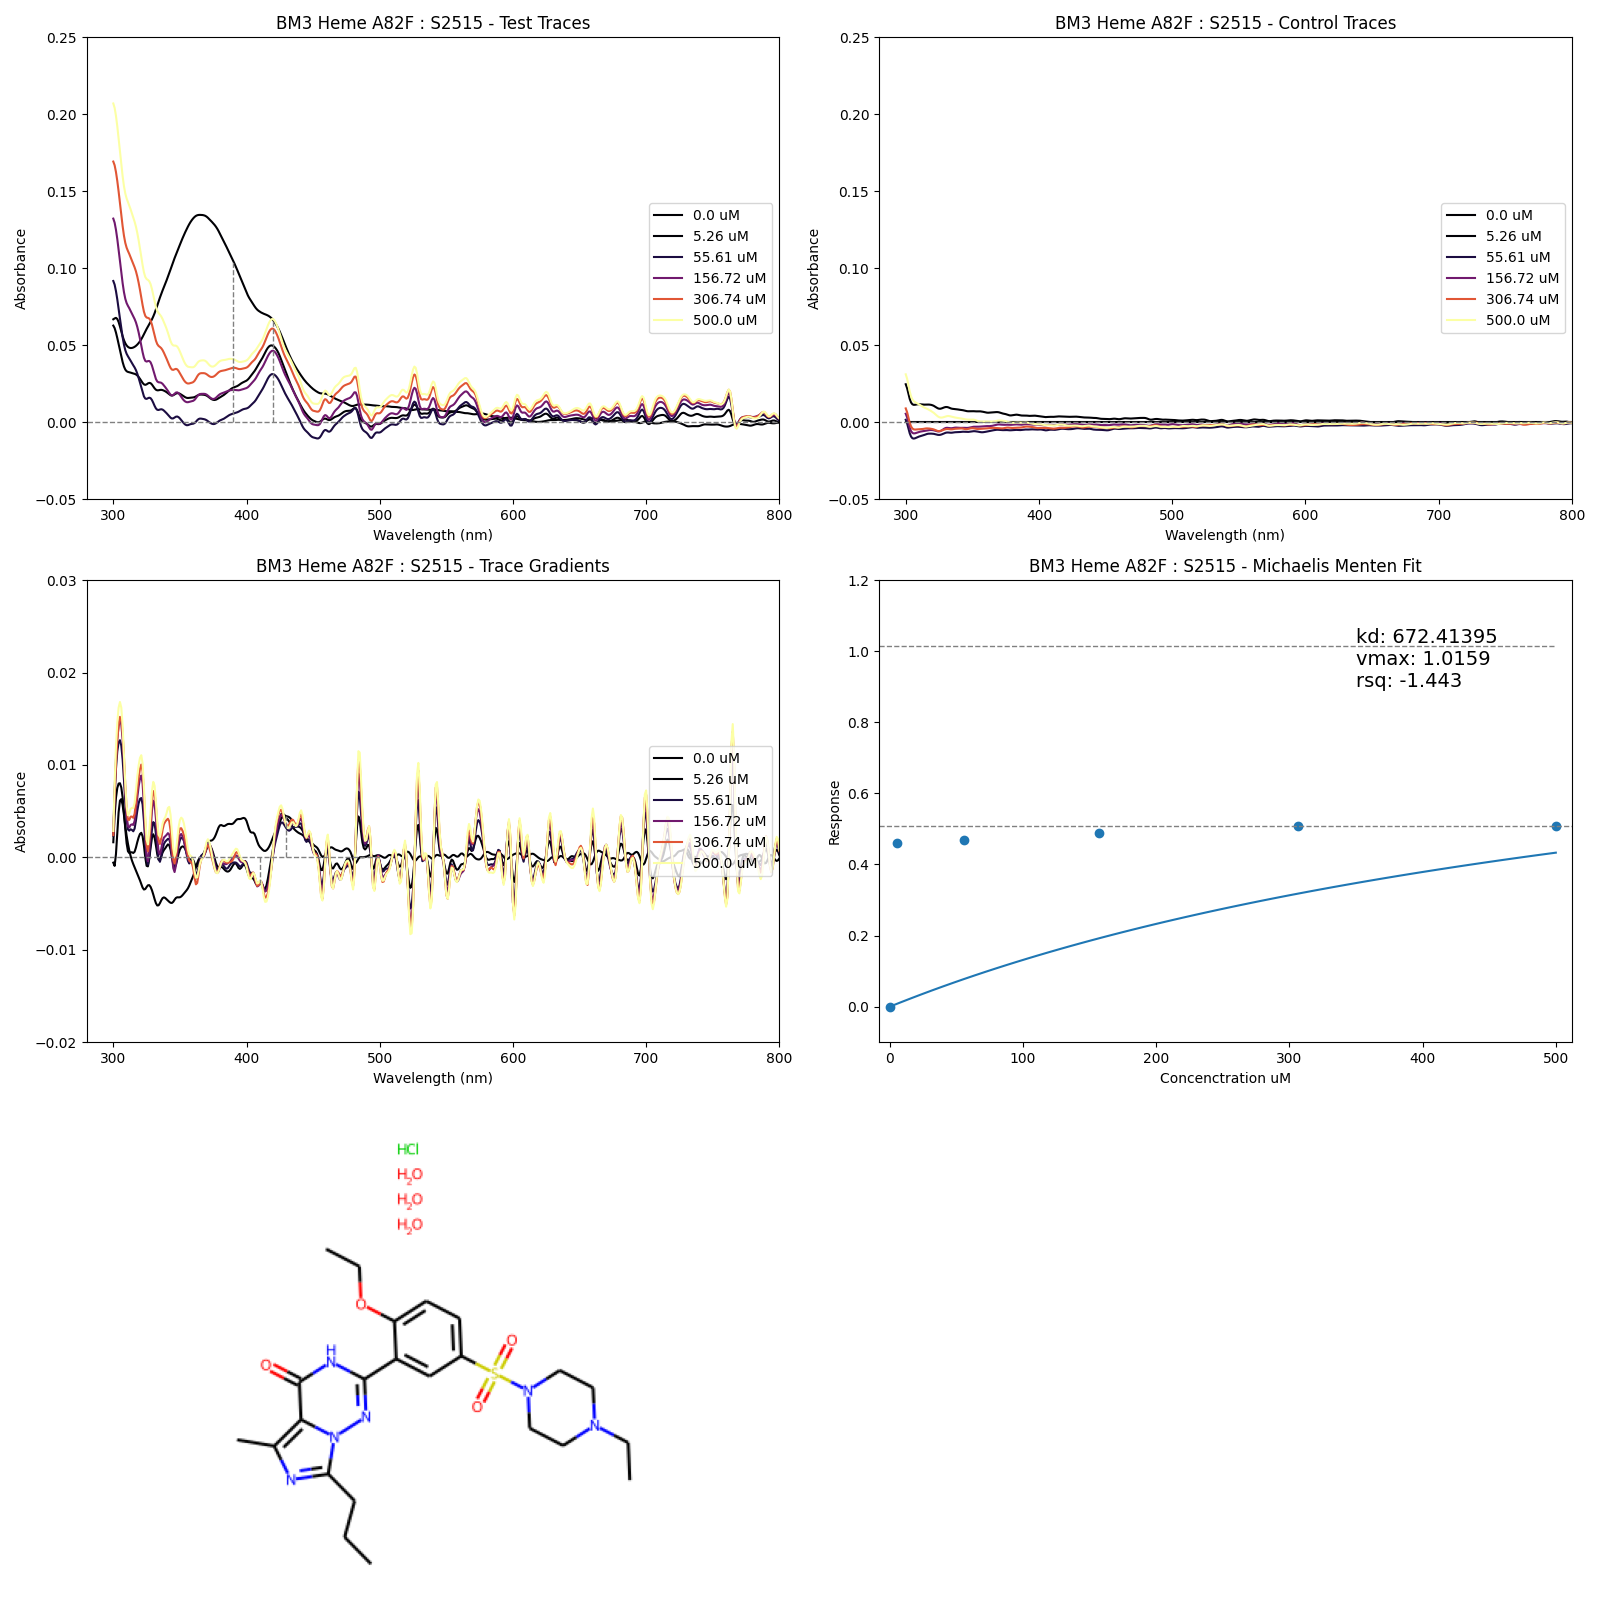 BM3 Heme A82F : S2515 - Test Traces
Absorbance
0.25
0.20
0.15
0.10
0.05
0.00
−0.05
300 400 500 600 700 800
Wavelength (nm)
0.0 uM
5.26 uM
55.61 uM
156.72 uM
306.74 uM
500.0 uM
BM3 Heme A82F : S2515 - Control Traces
Absorbance
0.25
0.20
0.15
0.10
0.05
0.00
−0.05
300 400 500 600 700 800
Wavelength (nm)
0.0 uM
5.26 uM
55.61 uM
156.72 uM
306.74 uM
500.0 uM
BM3 Heme A82F : S2515 - Trace Gradients
Absorbance
0.03
0.02
0.01
0.00
−0.01
−0.02
300 400 500 600 700 800
Wavelength (nm)
0.0 uM
5.26 uM
55.61 uM
156.72 uM
306.74 uM
500.0 uM
BM3 Heme A82F : S2515 - Michaelis Menten Fit
Response
1.2
1.0
0.8
0.6
0.4
0.2
0.0
0 100 200 300 400 500
Concenctration uM
kd: 672.41395
vmax: 1.0159
rsq: -1.443
HCl
H2O
H2O
H2O
O
O
H
N
O
S
N
O
N
N
N
N